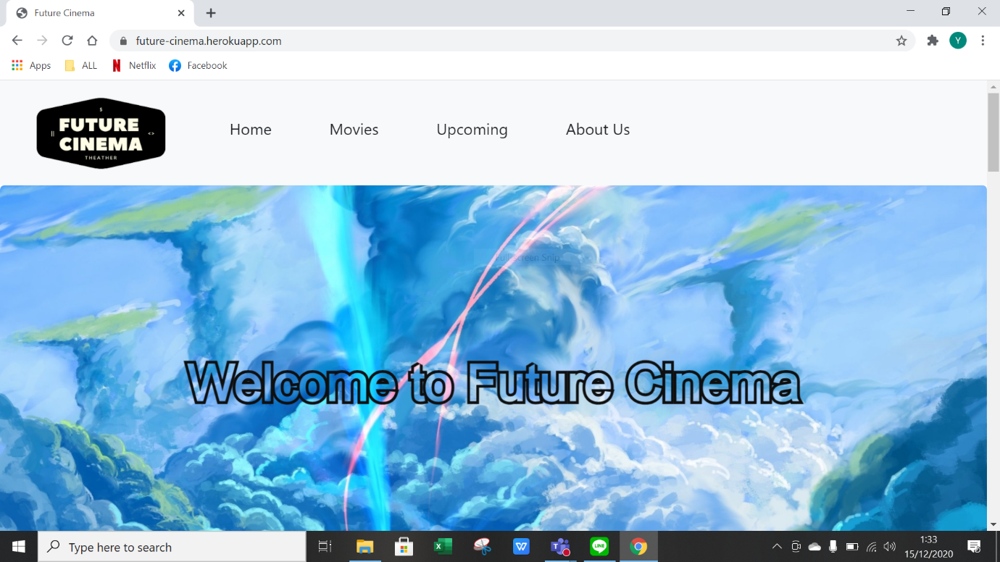 Future Cinema
future-cinema.herokuapp.com
Y
Apps
ALL
Netflix
Facebook
$
FUTURE
CINEMA
THEATHER
|| <>
Home
Movies
Upcoming
About Us
Full-screen Snip
Welcome to Future Cinema
Type here to search
1:33
15/12/2020